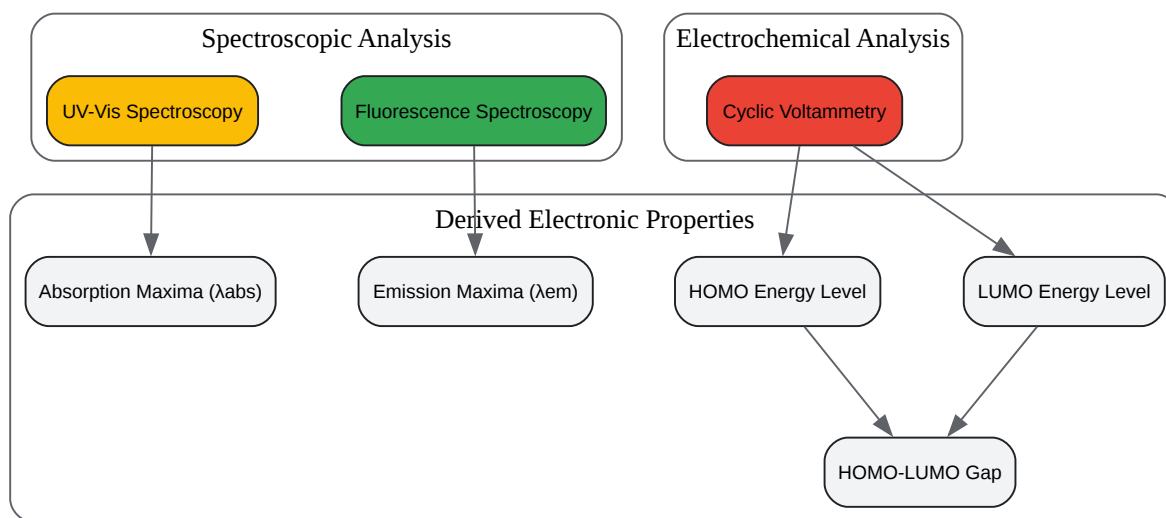 Spectroscopic Analysis
Electrochemical Analysis
UV-Vis Spectroscopy
Fluorescence Spectroscopy
Cyclic Voltammetry
Derived Electronic Properties
Absorption Maxima (λabs)
Emission Maxima (λem)
HOMO Energy Level
LUMO Energy Level
HOMO-LUMO Gap